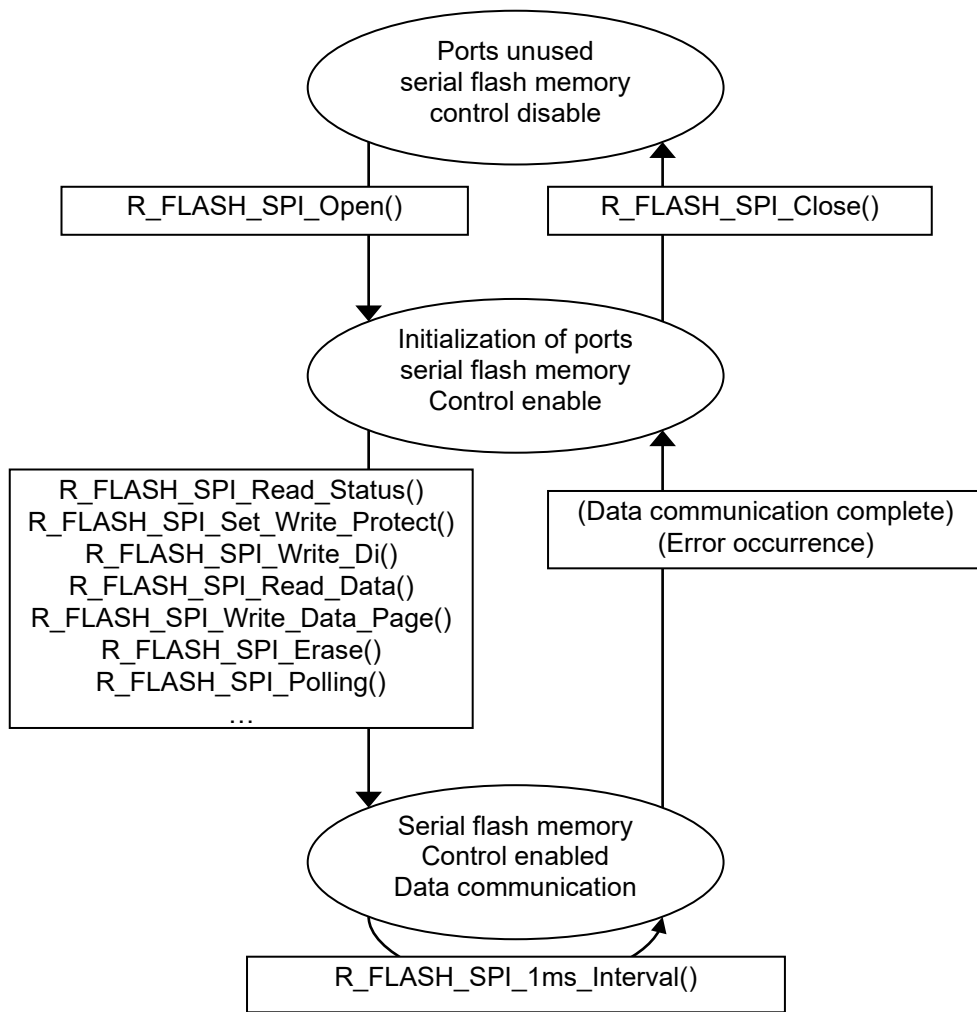 Ports unused
serial flash memory
control disable
R_FLASH_SPI_Open()
R_FLASH_SPI_Close()
Initialization of ports
serial flash memory
Control enable
R_FLASH_SPI_Read_Status()
R_FLASH_SPI_Set_Write_Protect()
R_FLASH_SPI_Write_Di()
R_FLASH_SPI_Read_Data()
R_FLASH_SPI_Write_Data_Page()
R_FLASH_SPI_Erase()
R_FLASH_SPI_Polling()
…
(Data communication complete)
(Error occurrence)
Serial flash memory
Control enabled
Data communication
R_FLASH_SPI_1ms_Interval()